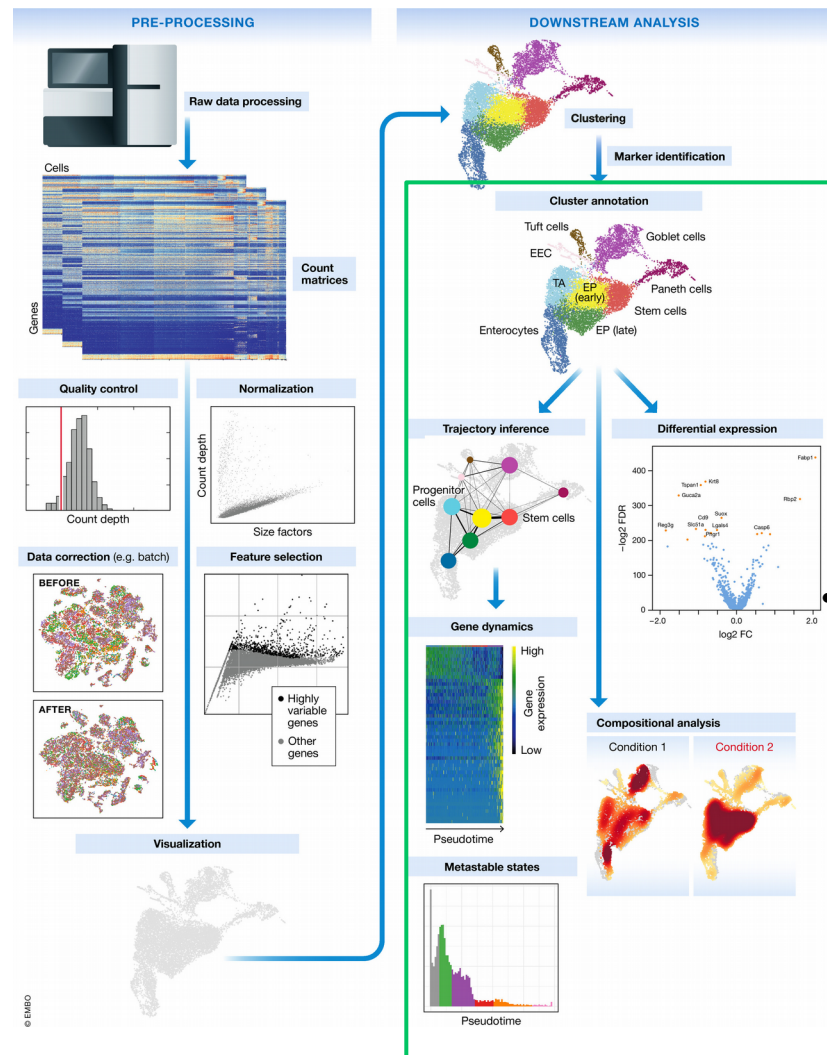 PRE-PROCESSING
Raw data processing
Cells
Genes
Count
matrices
Quality control
Count depth
Normalization
Count depth
Size factors
Data correction (e.g. batch)
BEFORE
AFTER
Feature selection
Highly
variable
genes
Other
genes
Visualization
© EMBO
DOWNSTREAM ANALYSIS
Clustering
Marker identification
Cluster annotation
Tuft cells
Goblet cells
EEC
TA
EP
(early)
Paneth cells
Stem cells
Enterocytes
EP (late)
Trajectory inference
Progenitor
cells
Stem cells
Gene dynamics
High
Gene
expression
Low
Pseudotime
Metastable states
Pseudotime
Differential expression
Fabp1
400
Krt8
Tspan1
Guca2a
Rbp2
300
Suox
Cd9
Reg3g
Slc51a
Lgals4
Casp6
200
Pfgr1
100
0
−log2 FDR
−2.0 −1.0 0.0 1.0 2.0
log2 FC
Compositional analysis
Condition 1
Condition 2